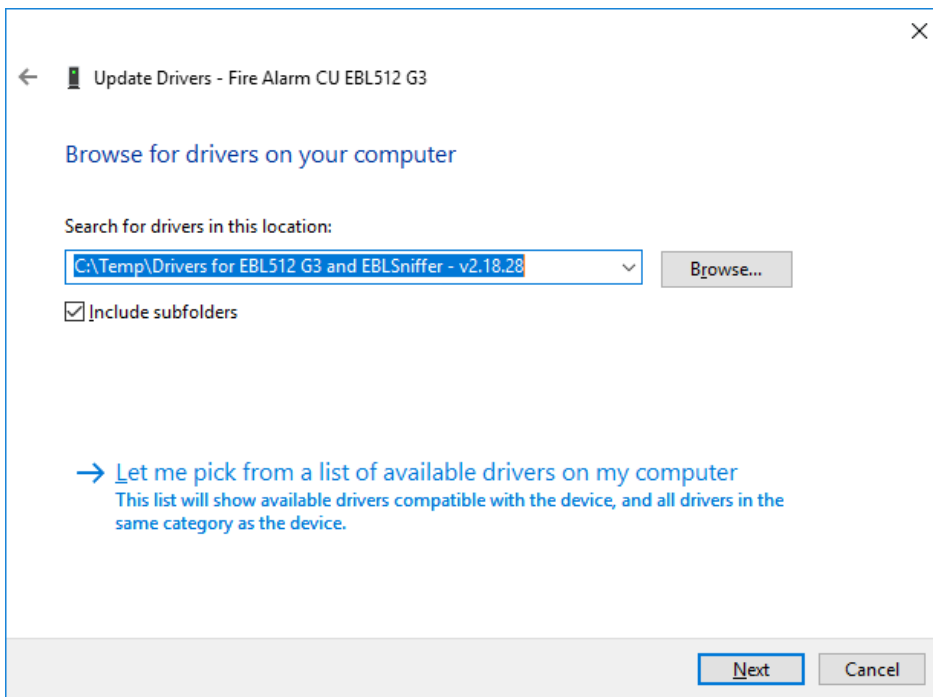 Update Drivers - Fire Alarm CU EBL512 G3
Browse for drivers on your computer
Search for drivers in this location:
C:\Temp\Drivers for EBL512 G3 and EBLSniffer - v2.18.28
Browse...
Include subfolders
Let me pick from a list of available drivers on my computer
This list will show available drivers compatible with the device, and all drivers in the
same category as the device.
Next
Cancel